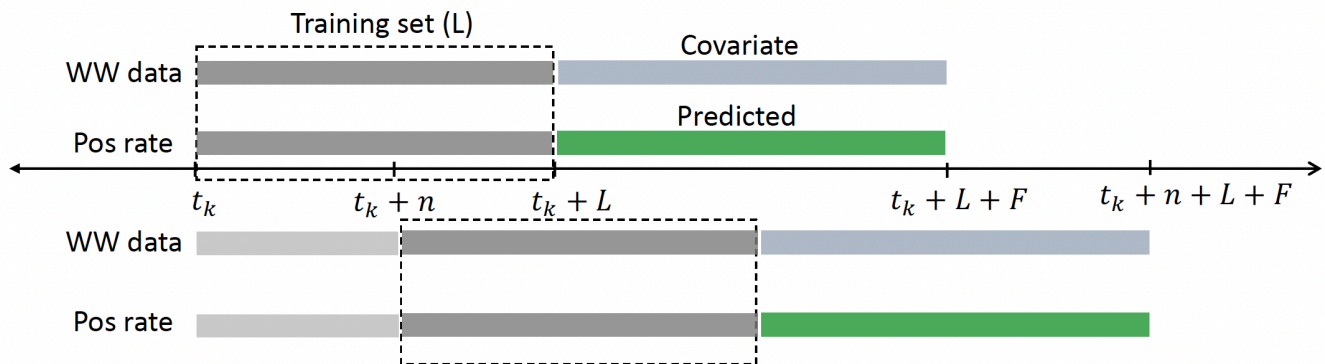 Training set (L)
Covariate
WW data
Predicted
Pos rate
t_k
t_k + n
t_k + L
t_k + L + F
t_k + n + L + F
WW data
Pos rate